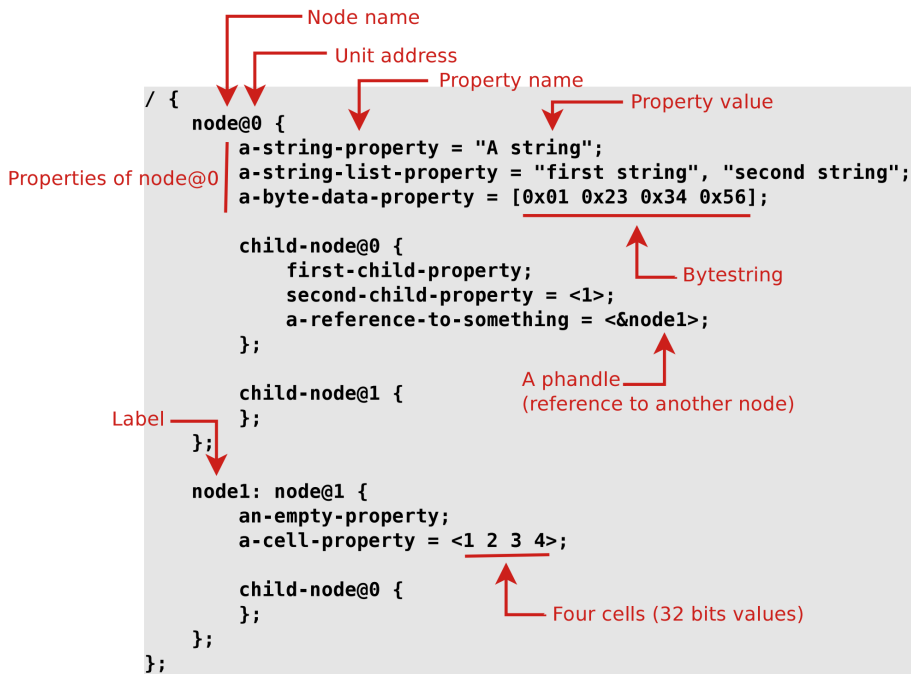 Node name
Unit address
Property name
/ {
Property value
node@0 {
a-string-property = "A string";
Properties of node@0
a-string-list-property = "first string", "second string";
a-byte-data-property = [0x01 0x23 0x34 0x56];
child-node@0 {
first-child-property;
Bytestring
second-child-property = <1>;
a-reference-to-something = <&node1>;
};
A phandle
(reference to another node)
child-node@1 {
};
Label
};
node1: node@1 {
an-empty-property;
a-cell-property = <1 2 3 4>;
child-node@0 {
};
Four cells (32 bits values)
};
};